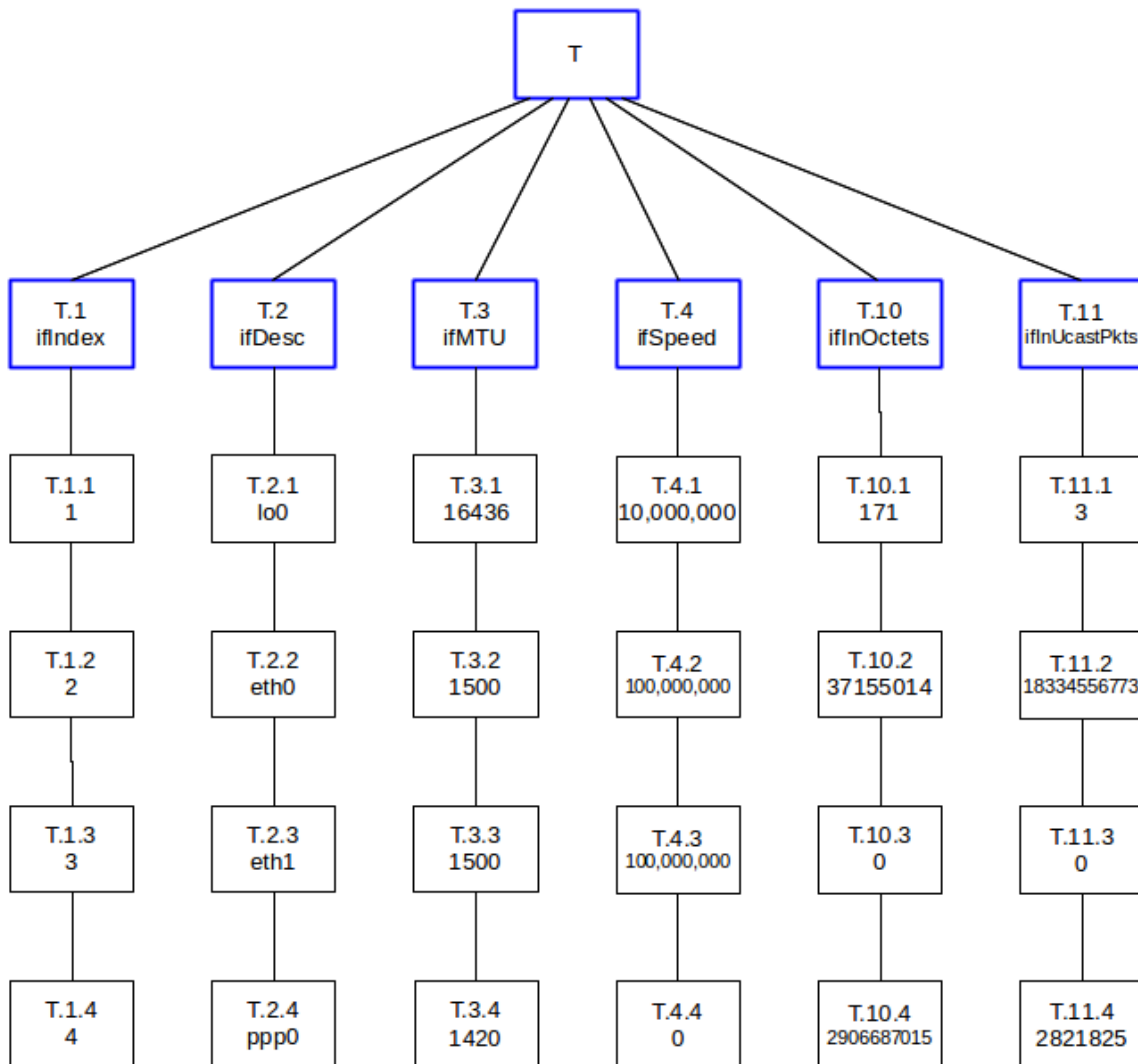 T
T.1
ifIndex
T.2
ifDesc
T.3
ifMTU
T.4
ifSpeed
T.10
ifInOctets
T.11
ifInUcastPkts
T.1.1
1
T.2.1
lo0
T.3.1
16436
T.4.1
10,000,000
T.10.1
171
T.11.1
3
T.1.2
2
T.2.2
eth0
T.3.2
1500
T.4.2
100,000,000
T.10.2
37155014
T.11.2
18334556773
T.1.3
3
T.2.3
eth1
T.3.3
1500
T.4.3
100,000,000
T.10.3
0
T.11.3
0
T.1.4
4
T.2.4
ppp0
T.3.4
1420
T.4.4
0
T.10.4
2906687015
T.11.4
2821825